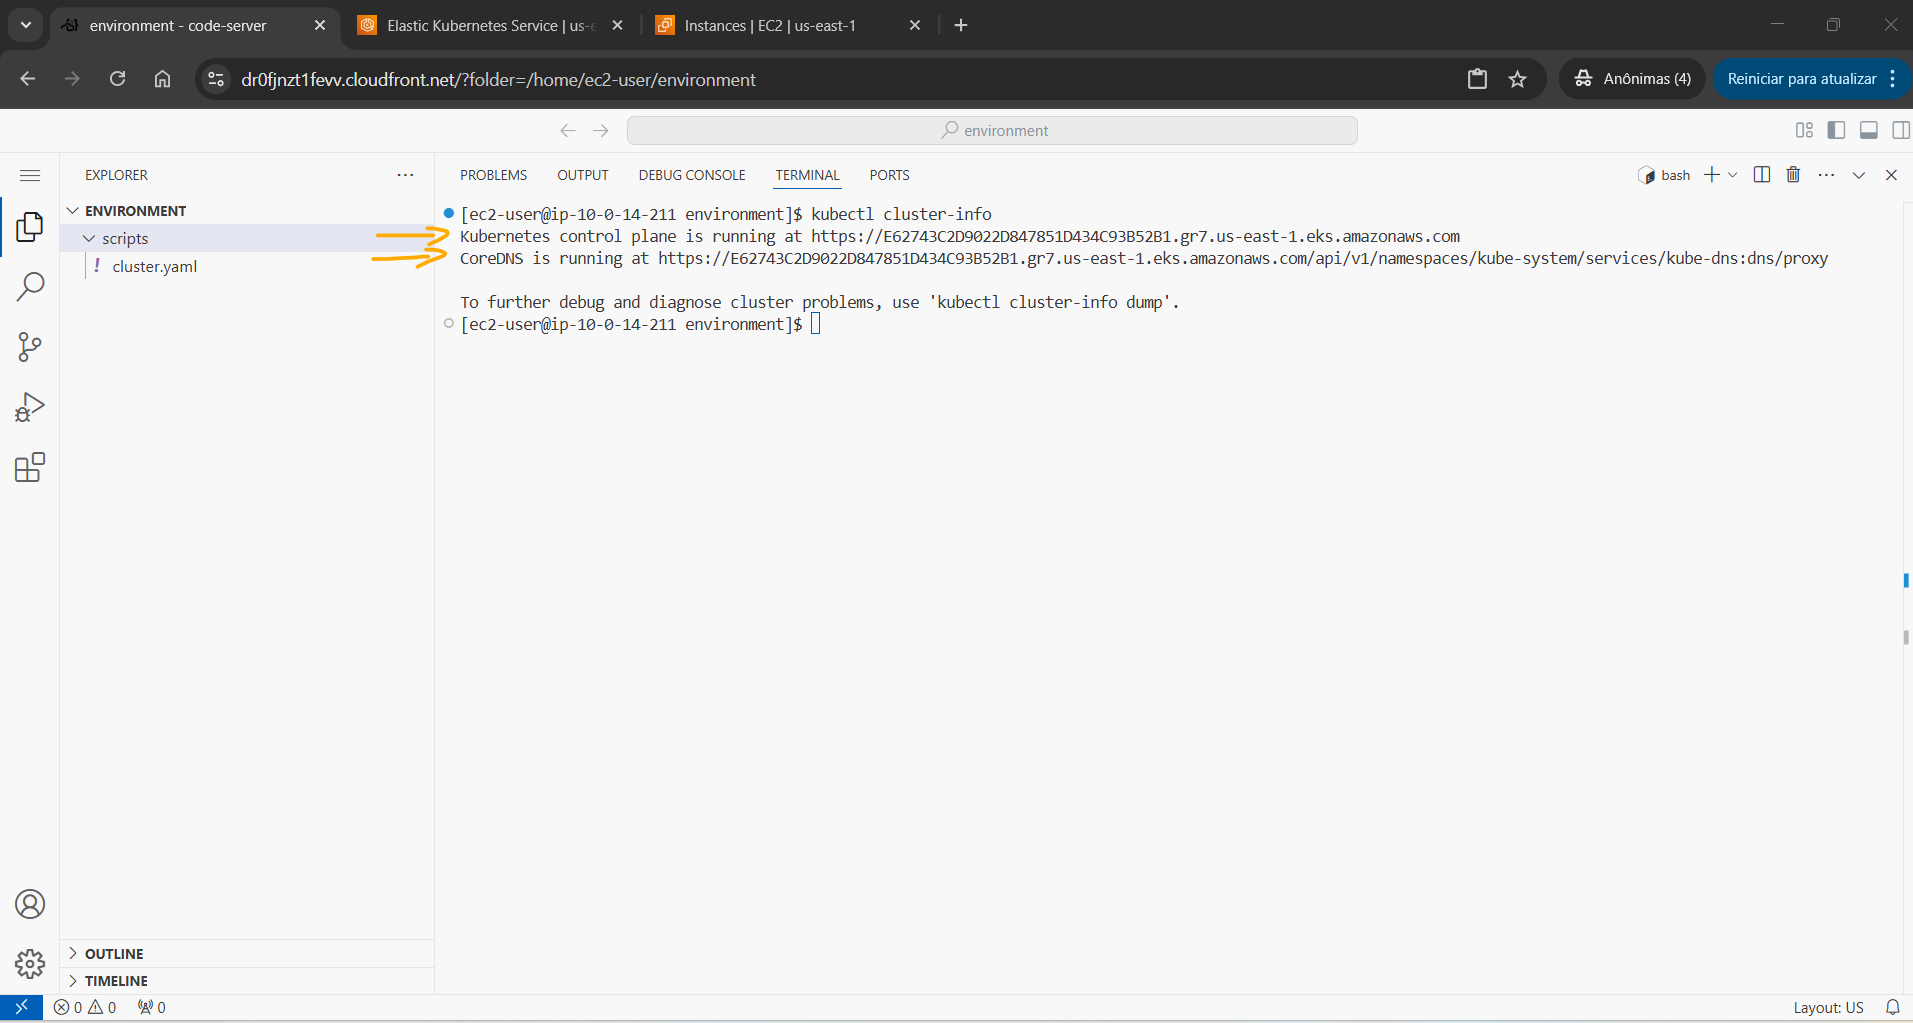 environment - code-server
Elastic Kubernetes Service | us-e
Instances | EC2 | us-east-1
dr0fjnzt1fevv.cloudfront.net/?folder=/home/ec2-user/environment
Anônimas (4)
Reiniciar para atualizar
environment
EXPLORER
PROBLEMS OUTPUT DEBUG CONSOLE TERMINAL PORTS
bash
ENVIRONMENT
scripts
! cluster.yaml
[ec2-user@ip-10-0-14-211 environment]$ kubectl cluster-info
Kubernetes control plane is running at https://E62743C2D9022D847851D434C93B52B1.gr7.us-east-1.eks.amazonaws.com
CoreDNS is running at https://E62743C2D9022D847851D434C93B52B1.gr7.us-east-1.eks.amazonaws.com/api/v1/namespaces/kube-system/services/kube-dns:dns/proxy
To further debug and diagnose cluster problems, use 'kubectl cluster-info dump'.
[ec2-user@ip-10-0-14-211 environment]$
OUTLINE
TIMELINE
0 0 0
Layout: US